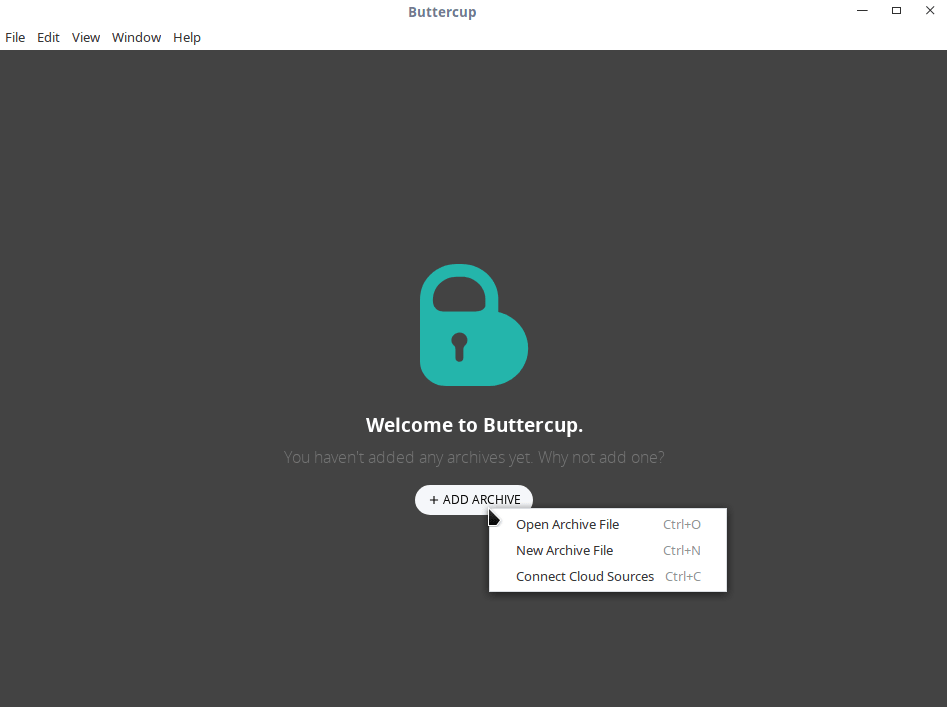 Buttercup
File Edit View Window Help
Welcome to Buttercup.
You haven't added any archives yet. Why not add one?
+ ADD ARCHIVE
Open Archive File Ctrl+O
New Archive File Ctrl+N
Connect Cloud Sources Ctrl+C